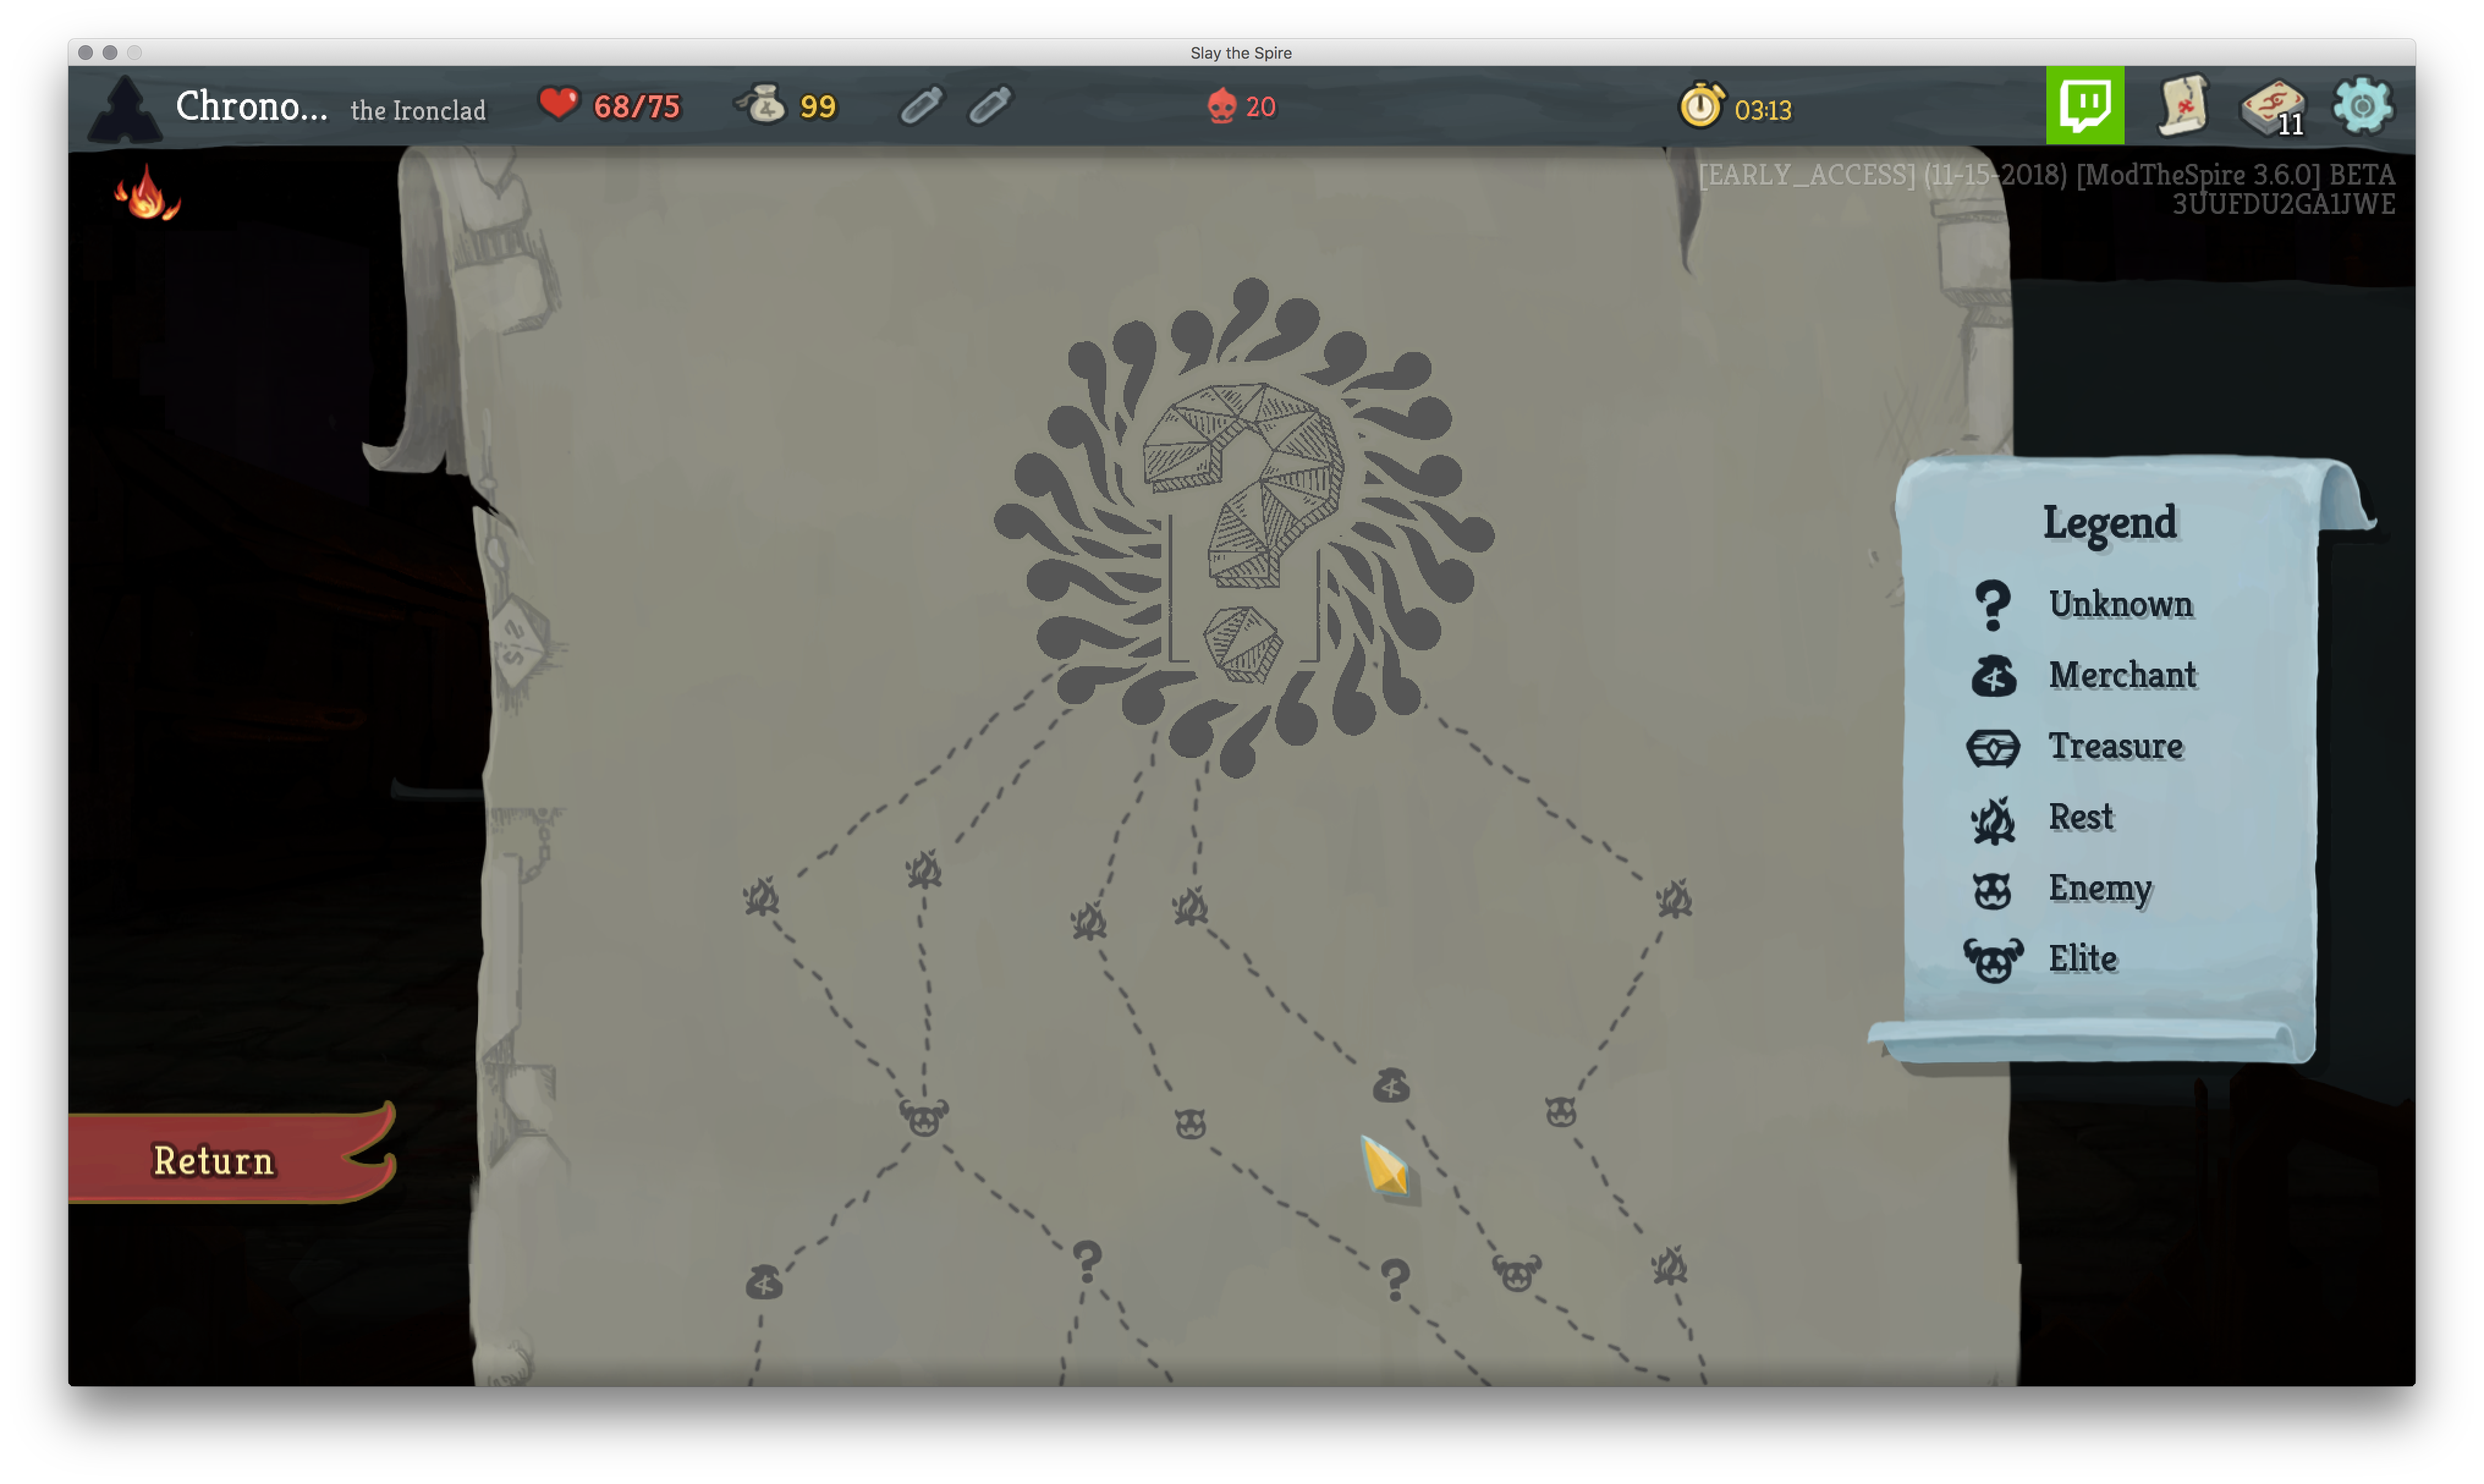 Slay the Spire
Chrono... the Ironclad 68/75 99 20 03:13 11
[EARLY_ACCESS] (11-15-2018) [ModTheSpire 3.6.0] BETA
3UUFDU2GA1JWE
Legend
Unknown
Merchant
Treasure
Rest
Enemy
Elite
Return